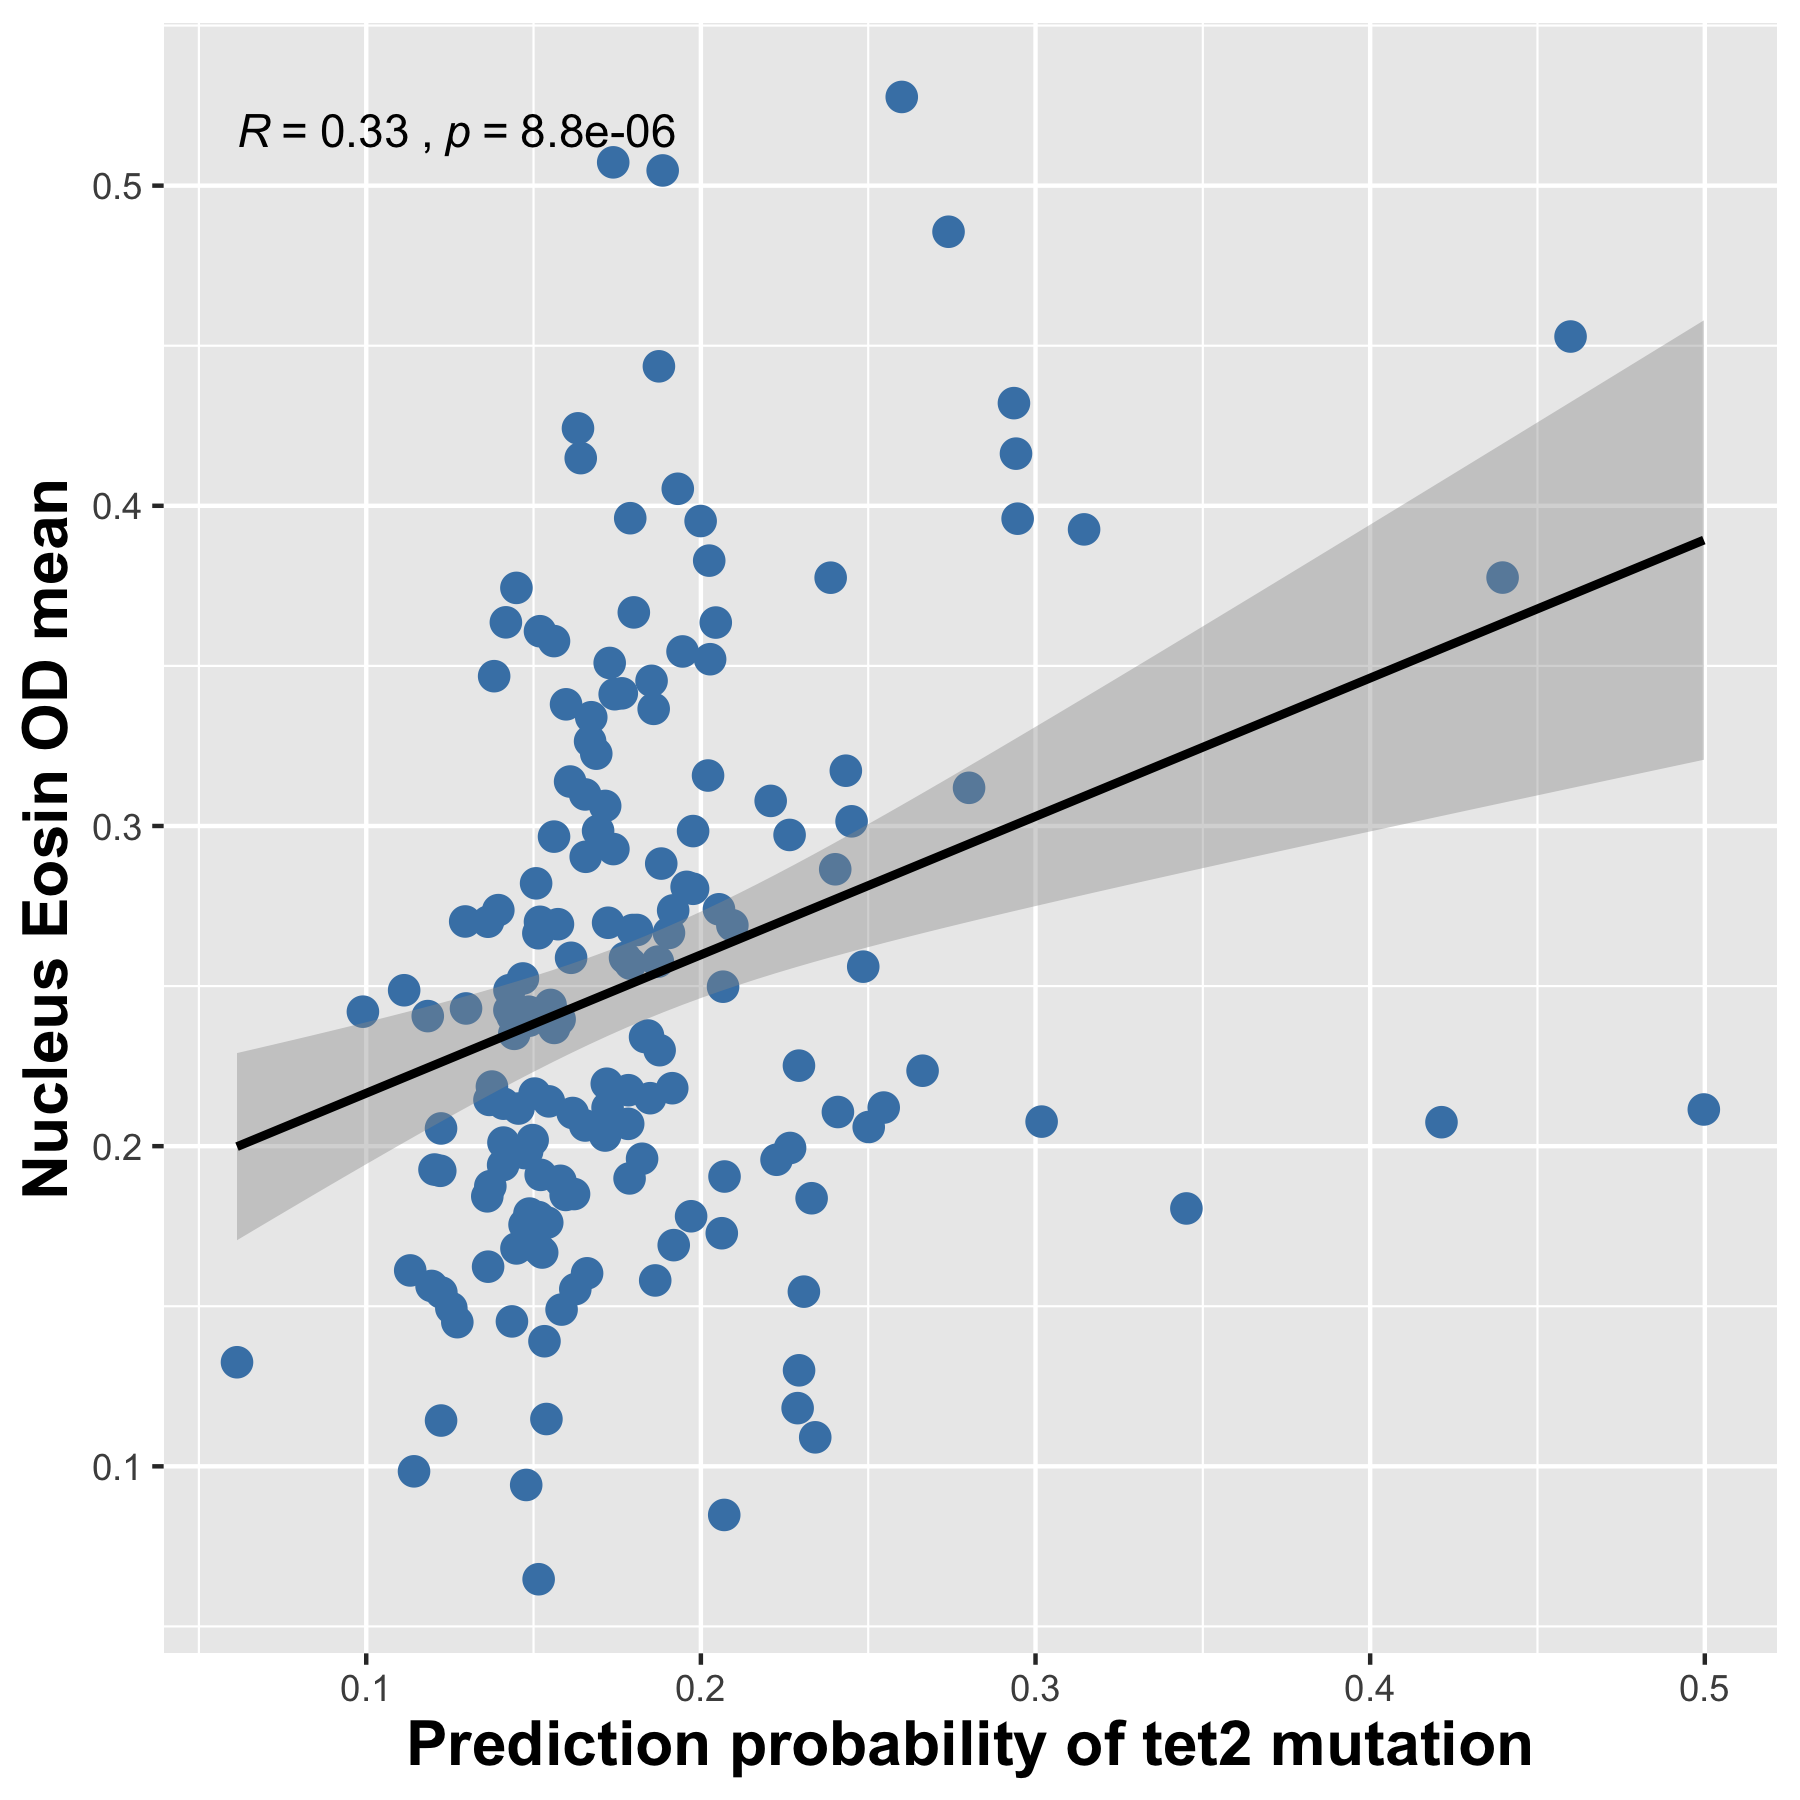 R = 0.33 , p = 8.8e-06
Nucleus Eosin OD mean
0.5
0.4
0.3
0.2
0.1
0.1 0.2 0.3 0.4 0.5
Prediction probability of tet2 mutation